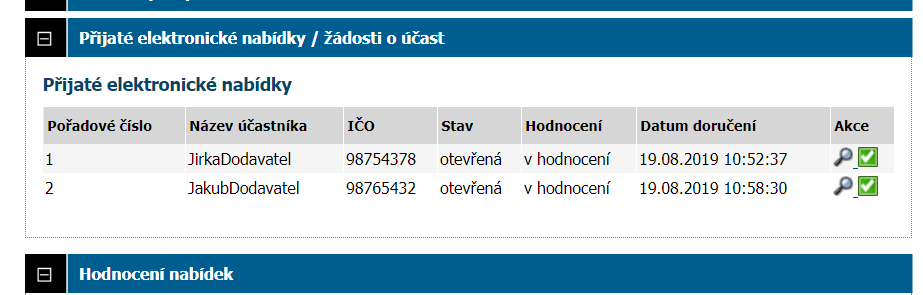 Přijaté elektronické nabídky / žádosti o účast
Přijaté elektronické nabídky
Pořadové číslo Název účastníka IČO Stav Hodnocení Datum doručení Akce
1 JirkaDodavatel 98754378 otevřená v hodnocení 19.08.2019 10:52:37
2 JakubDodavatel 98765432 otevřená v hodnocení 19.08.2019 10:58:30
Hodnocení nabídek